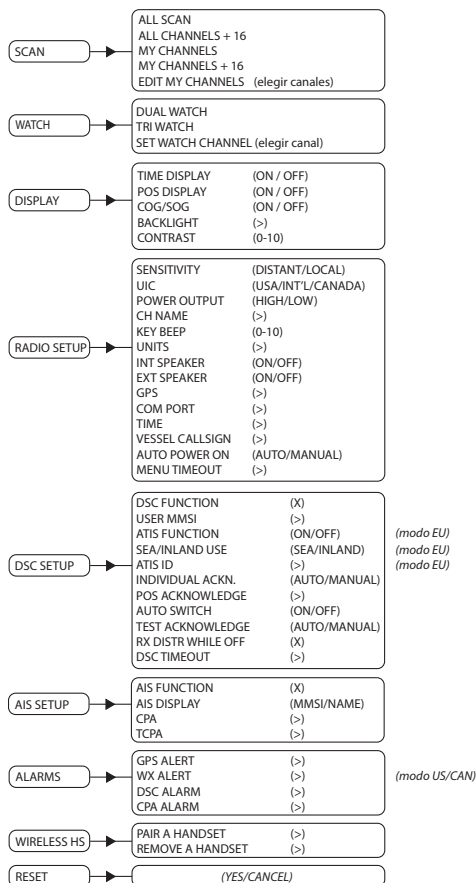 SCAN
ALL SCAN
ALL CHANNELS + 16
MY CHANNELS
MY CHANNELS + 16
EDIT MY CHANNELS (elegir canales)
WATCH
DUAL WATCH
TRI WATCH
SET WATCH CHANNEL (elegir canal)
DISPLAY
TIME DISPLAY (ON / OFF)
POS DISPLAY (ON / OFF)
COG/SOG (ON / OFF)
BACKLIGHT (>)
CONTRAST (0-10)
RADIO SETUP
SENSITIVITY (DISTANT/LOCAL)
UIC (USA/INT'L/CANADA)
POWER OUTPUT (HIGH/LOW)
CH NAME (>)
KEY BEEP (0-10)
UNITS (>)
INT SPEAKER (ON/OFF)
EXT SPEAKER (ON/OFF)
GPS (>)
COM PORT (>)
TIME (>)
VESSEL CALLSIGN (>)
AUTO POWER ON (AUTO/MANUAL)
MENU TIMEOUT (>)
DSC SETUP
DSC FUNCTION (X)
USER MMSI (>)
ATIS FUNCTION (ON/OFF) (modo EU)
SEA/INLAND USE (SEA/INLAND) (modo EU)
ATIS ID (>) (modo EU)
INDIVIDUAL ACKN. (AUTO/MANUAL)
POS ACKNOWLEDGE (>)
AUTO SWITCH (ON/OFF)
TEST ACKNOWLEDGE (AUTO/MANUAL)
RX DISTR WHILE OFF (X)
DSC TIMEOUT (>)
AIS SETUP
AIS FUNCTION (X)
AIS DISPLAY (MMSI/NAME)
CPA (>)
TCPA (>)
ALARMS
GPS ALERT (>)
WX ALERT (>) (modo US/CAN)
DSC ALARM (>)
CPA ALARM (>)
WIRELESS HS
PAIR A HANDSET (>)
REMOVE A HANDSET (>)
RESET
(YES/CANCEL)